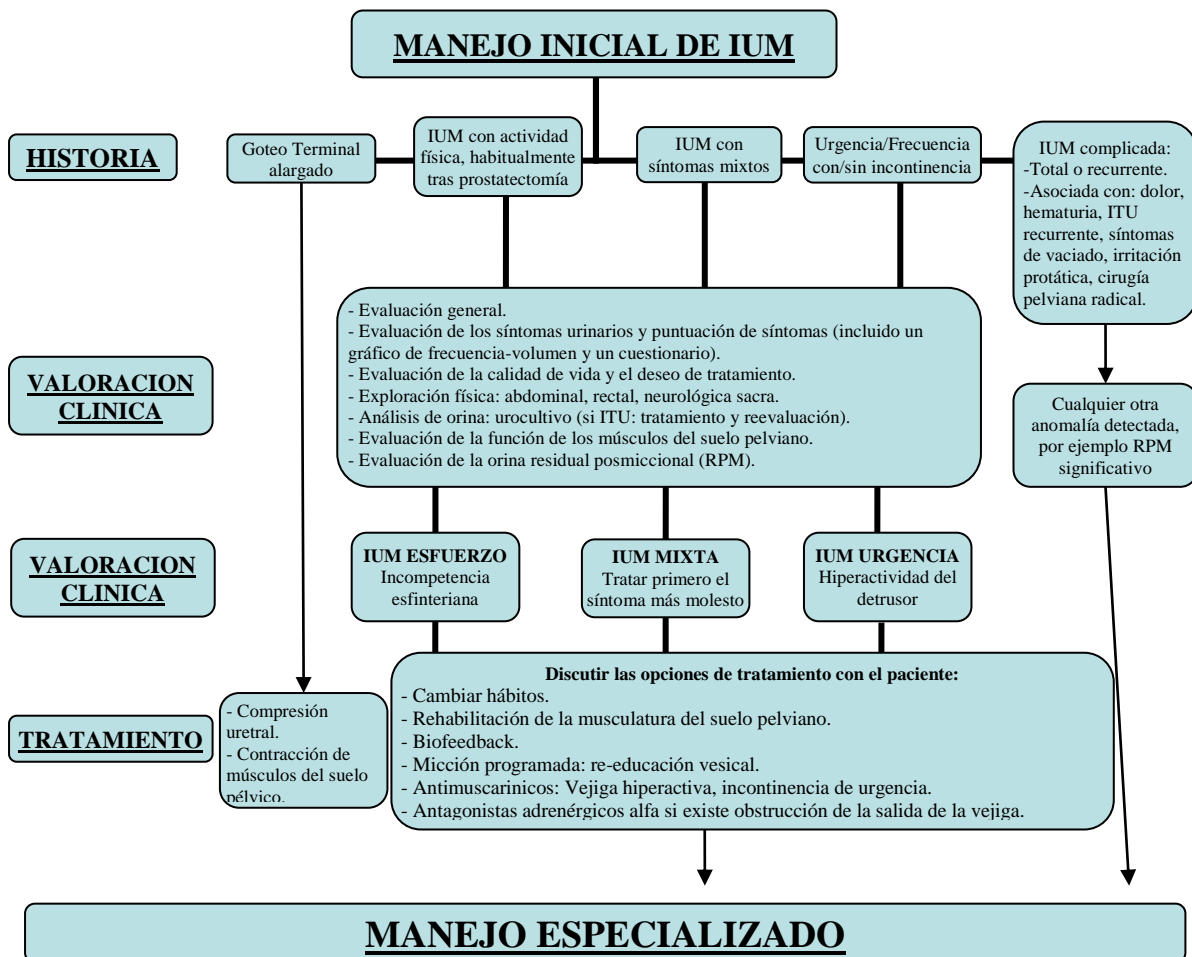 MANEJO INICIAL DE IUM
HISTORIA
Goteo Terminal
alargado
IUM con actividad
física, habitualmente
tras prostatectomía
IUM con
síntomas mixtos
Urgencia/Frecuencia
con/sin incontinencia
IUM complicada:
-Total o recurrente.
-Asociada con: dolor,
hematuria, ITU
recurrente, síntomas
de vaciado, irritación
protática, cirugía
pelviana radical.
VALORACION
CLINICA
- Evaluación general.
- Evaluación de los síntomas urinarios y puntuación de síntomas (incluido un
gráfico de frecuencia-volumen y un cuestionario).
- Evaluación de la calidad de vida y el deseo de tratamiento.
- Exploración física: abdominal, rectal, neurológica sacra.
- Análisis de orina: urocultivo (si ITU: tratamiento y reevaluación).
- Evaluación de la función de los músculos del suelo pelviano.
- Evaluación de la orina residual posmiccional (RPM).
Cualquier otra
anomalía detectada,
por ejemplo RPM
significativo
VALORACION
CLINICA
IUM ESFUERZO
Incompetencia
esfinteriana
IUM MIXTA
Tratar primero el
síntoma más molesto
IUM URGENCIA
Hiperactividad del
detrusor
TRATAMIENTO
- Compresión
uretral.
- Contracción de
músculos del suelo
pélvico.
Discutir las opciones de tratamiento con el paciente:
- Cambiar hábitos.
- Rehabilitación de la musculatura del suelo pelviano.
- Biofeedback.
- Micción programada: re-educación vesical.
- Antimuscarinicos: Vejiga hiperactiva, incontinencia de urgencia.
- Antagonistas adrenérgicos alfa si existe obstrucción de la salida de la vejiga.
MANEJO ESPECIALIZADO